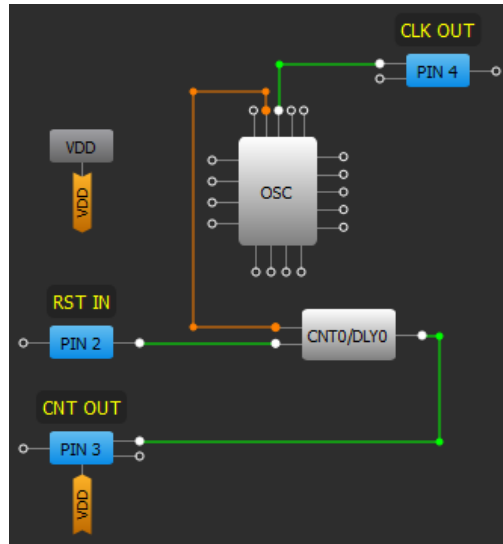 CLK OUT
PIN 4
VDD
VDD
OSC
RST IN
PIN 2
CNT0/DLY0
CNT OUT
PIN 3
VDD